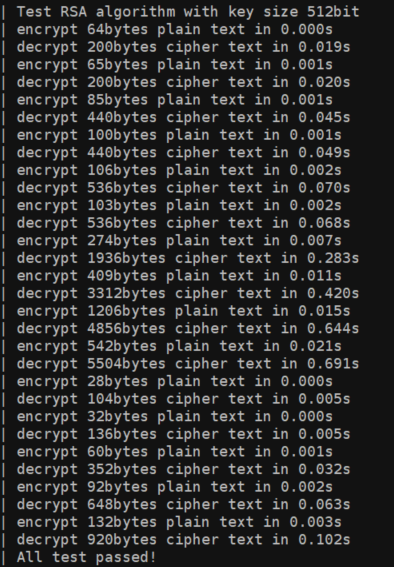 | Test RSA algorithm with key size 512bit
| encrypt 64bytes plain text in 0.000s
| decrypt 200bytes cipher text in 0.019s
| encrypt 65bytes plain text in 0.001s
| decrypt 200bytes cipher text in 0.020s
| encrypt 85bytes plain text in 0.001s
| decrypt 440bytes cipher text in 0.045s
| encrypt 100bytes plain text in 0.001s
| decrypt 440bytes cipher text in 0.049s
| encrypt 106bytes plain text in 0.002s
| decrypt 536bytes cipher text in 0.070s
| encrypt 103bytes plain text in 0.002s
| decrypt 536bytes cipher text in 0.068s
| encrypt 274bytes plain text in 0.007s
| decrypt 1936bytes cipher text in 0.283s
| encrypt 409bytes plain text in 0.011s
| decrypt 3312bytes cipher text in 0.420s
| encrypt 1206bytes plain text in 0.015s
| decrypt 4856bytes cipher text in 0.644s
| encrypt 542bytes plain text in 0.021s
| decrypt 5504bytes cipher text in 0.691s
| encrypt 28bytes plain text in 0.000s
| decrypt 104bytes cipher text in 0.005s
| encrypt 32bytes plain text in 0.000s
| decrypt 136bytes cipher text in 0.005s
| encrypt 60bytes plain text in 0.001s
| decrypt 352bytes cipher text in 0.032s
| encrypt 92bytes plain text in 0.002s
| decrypt 648bytes cipher text in 0.063s
| encrypt 132bytes plain text in 0.003s
| decrypt 920bytes cipher text in 0.102s
| All test passed!